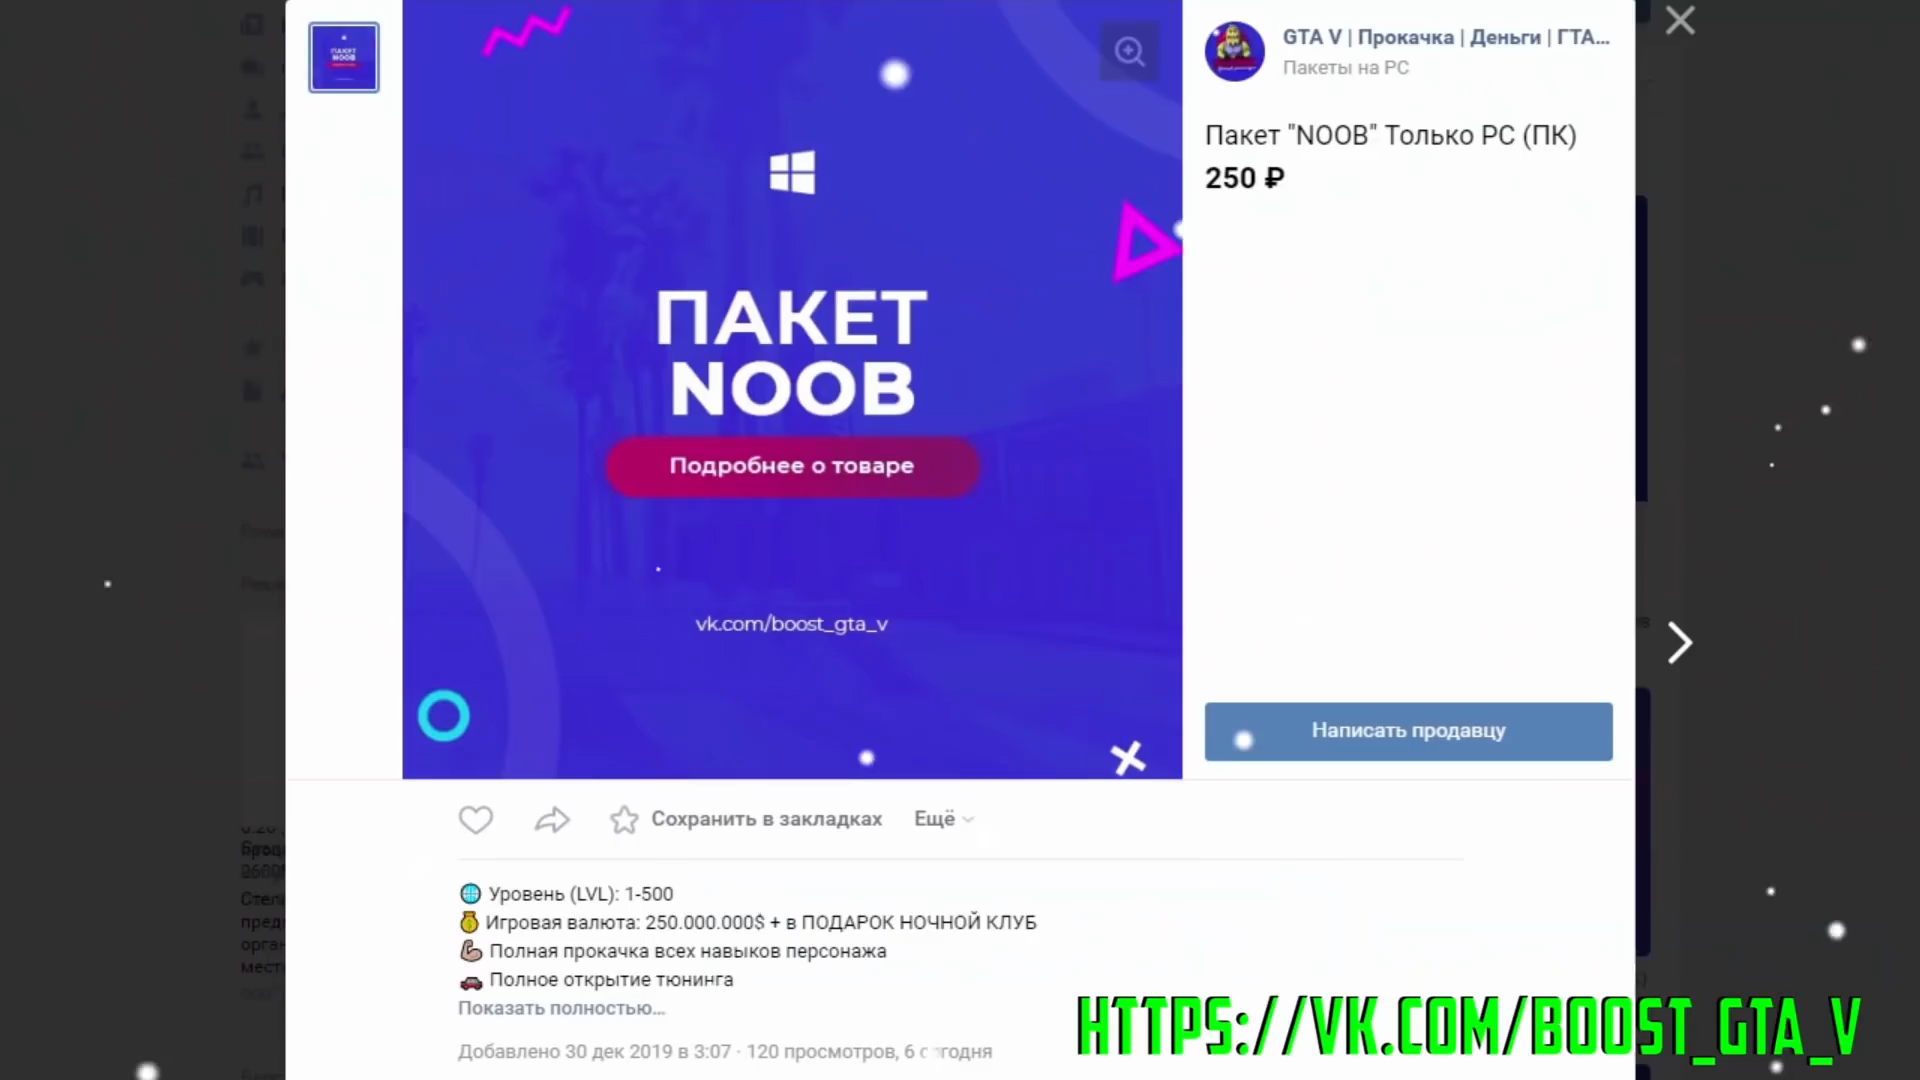 ПАКЕТ
NOOB
GTA V | Прокачка | Деньги | ГТА...
Пакеты на PC
Пакет "NOOB" Только PC (ПК)
250 ₽
ПАКЕТ
NOOB
Подробнее о товаре
vk.com/boost_gta_v
Написать продавцу
Сохранить в закладках
Ещё
Уровень (LVL): 1-500
Игровая валюта: 250.000.000$ + в ПОДАРОК НОЧНОЙ КЛУБ
Полная прокачка всех навыков персонажа
Полное открытие тюнинга
Показать полностью...
Добавлено 30 дек 2019 в 3:07 · 120 просмотров, 6 сегодня
HTTPS://VK.COM/BOOST_GTA_V